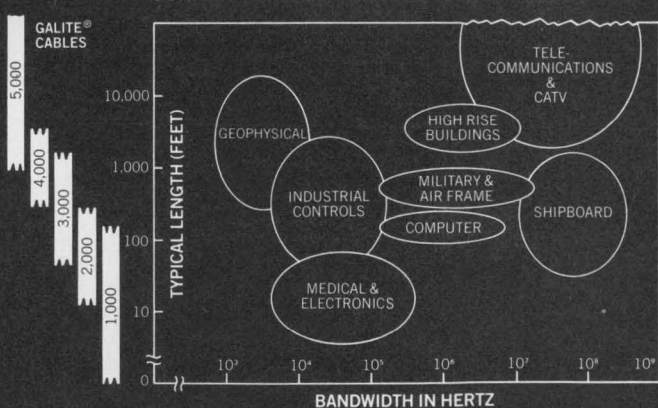 GALITE®
CABLES
5,000
4,000
3,000
2,000
1,000
TYPICAL LENGTH (FEET)
10,000
1.000
100
10
0
TELE-
COMMUNICATIONS
&
CATV
HIGH RISE
BUILDINGS
GEOPHYSICAL
MILITARY &
AIR FRAME
INDUSTRIAL
CONTROLS
SHIPBOARD
COMPUTER
MEDICAL &
ELECTRONICS
10³ 10⁴ 10⁵ 10⁶ 10⁷ 10⁸ 10⁹
BANDWIDTH IN HERTZ